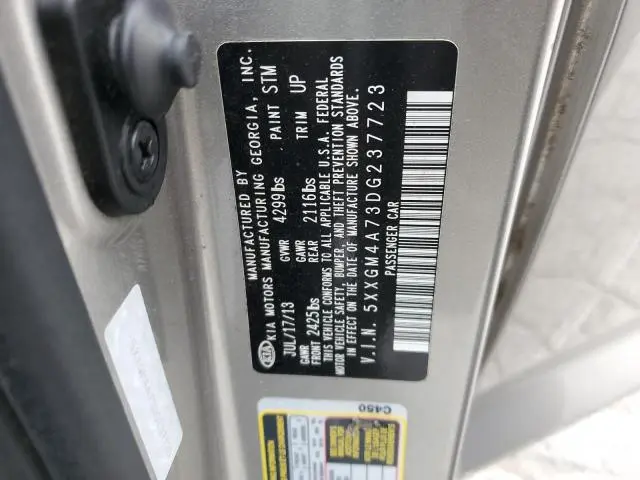 KIA MANUFACTURED BY
KIA MOTORS MANUFACTURING GEORGIA, INC.
JUL/17/13 GVWR 4299lbs PAINT STM
GAWR FRONT 2425lbs GAWR REAR 2116lbs TRIM UP
THIS VEHICLE CONFORMS TO ALL APPLICABLE U.S.A. FEDERAL
MOTOR VEHICLE SAFETY, BUMPER, AND THEFT PREVENTION STANDARDS
IN EFFECT ON THE DATE OF MANUFACTURE SHOWN ABOVE.
V.I.N. 5XXGM4A73DG237723
PASSENGER CAR
C450